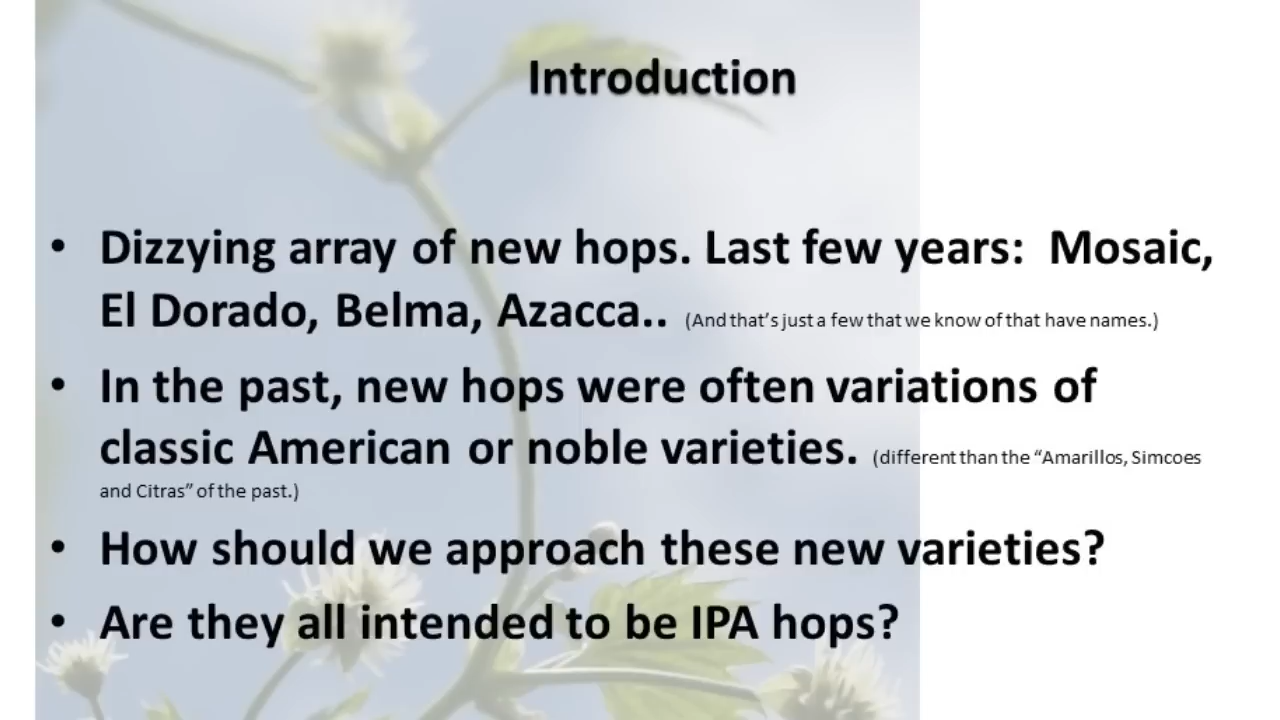 Introduction
• Dizzying array of new hops. Last few years: Mosaic,
El Dorado, Belma, Azacca.. (And that's just a few that we know of that have names.)
• In the past, new hops were often variations of
classic American or noble varieties. (different than the “Amarillos, Simcoes
and Citras” of the past.)
• How should we approach these new varieties?
• Are they all intended to be IPA hops?